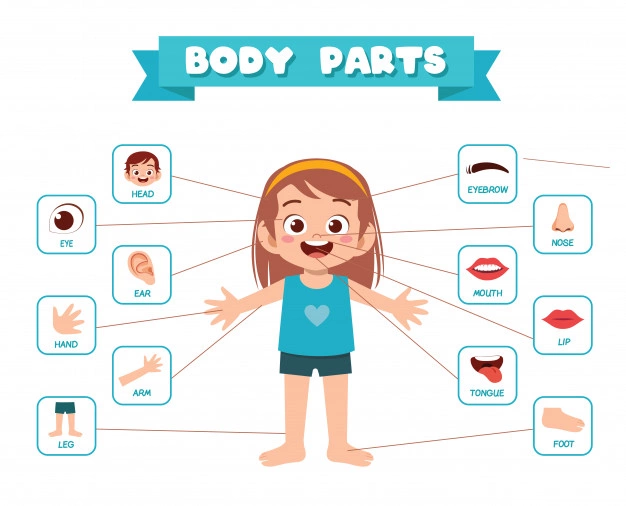 BODY PARTS
HEAD
EYEBROW
EYE
NOSE
EAR
MOUTH
HAND
LIP
ARM
TONGUE
LEG
FOOT